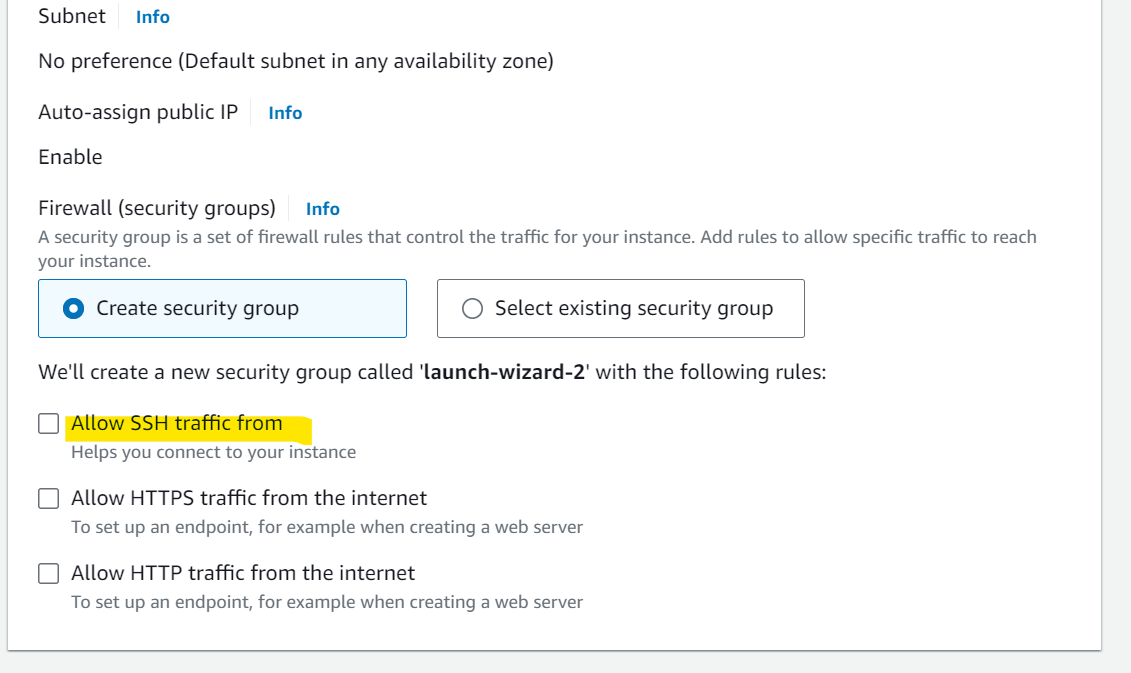 Subnet Info
No preference (Default subnet in any availability zone)
Auto-assign public IP Info
Enable
Firewall (security groups) Info
A security group is a set of firewall rules that control the traffic for your instance. Add rules to allow specific traffic to reach
your instance.
Create security group Select existing security group
We'll create a new security group called 'launch-wizard-2' with the following rules:
Allow SSH traffic from
Helps you connect to your instance
Allow HTTPS traffic from the internet
To set up an endpoint, for example when creating a web server
Allow HTTP traffic from the internet
To set up an endpoint, for example when creating a web server